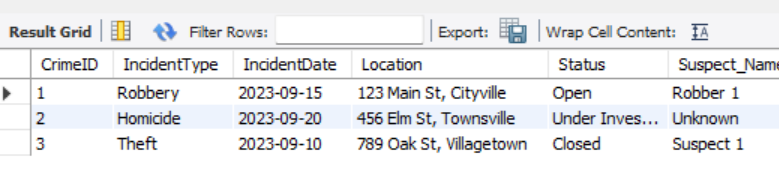 Result Grid Filter Rows: Export: Wrap Cell Content: IA
CrimeID IncidentType IncidentDate Location Status Suspect_Name
1 Robbery 2023-09-15 123 Main St, Cityville Open Robber 1
2 Homicide 2023-09-20 456 Elm St, Townsville Under Inves... Unknown
3 Theft 2023-09-10 789 Oak St, Villagetown Closed Suspect 1